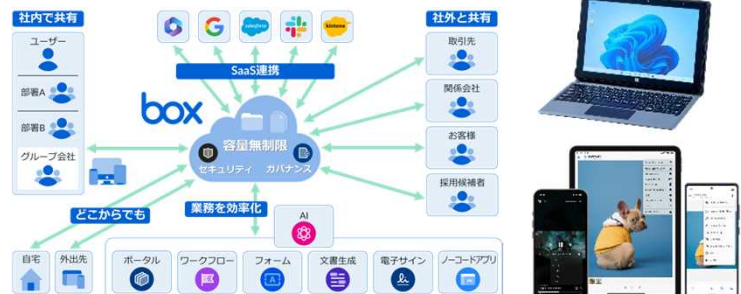 社内で共有
ユーザー
部署A
部署B
グループ会社
G
salesforce
kintone
SaaS連携
box
容量無制限
セキュリティ
ガバナンス
社外と共有
取引先
関係会社
お客様
採用候補者
どこからでも
業務を効率化
自宅
外出先
AI
ポータル
ワークフロー
フォーム
文書生成
電子サイン
ノーコードアプリ